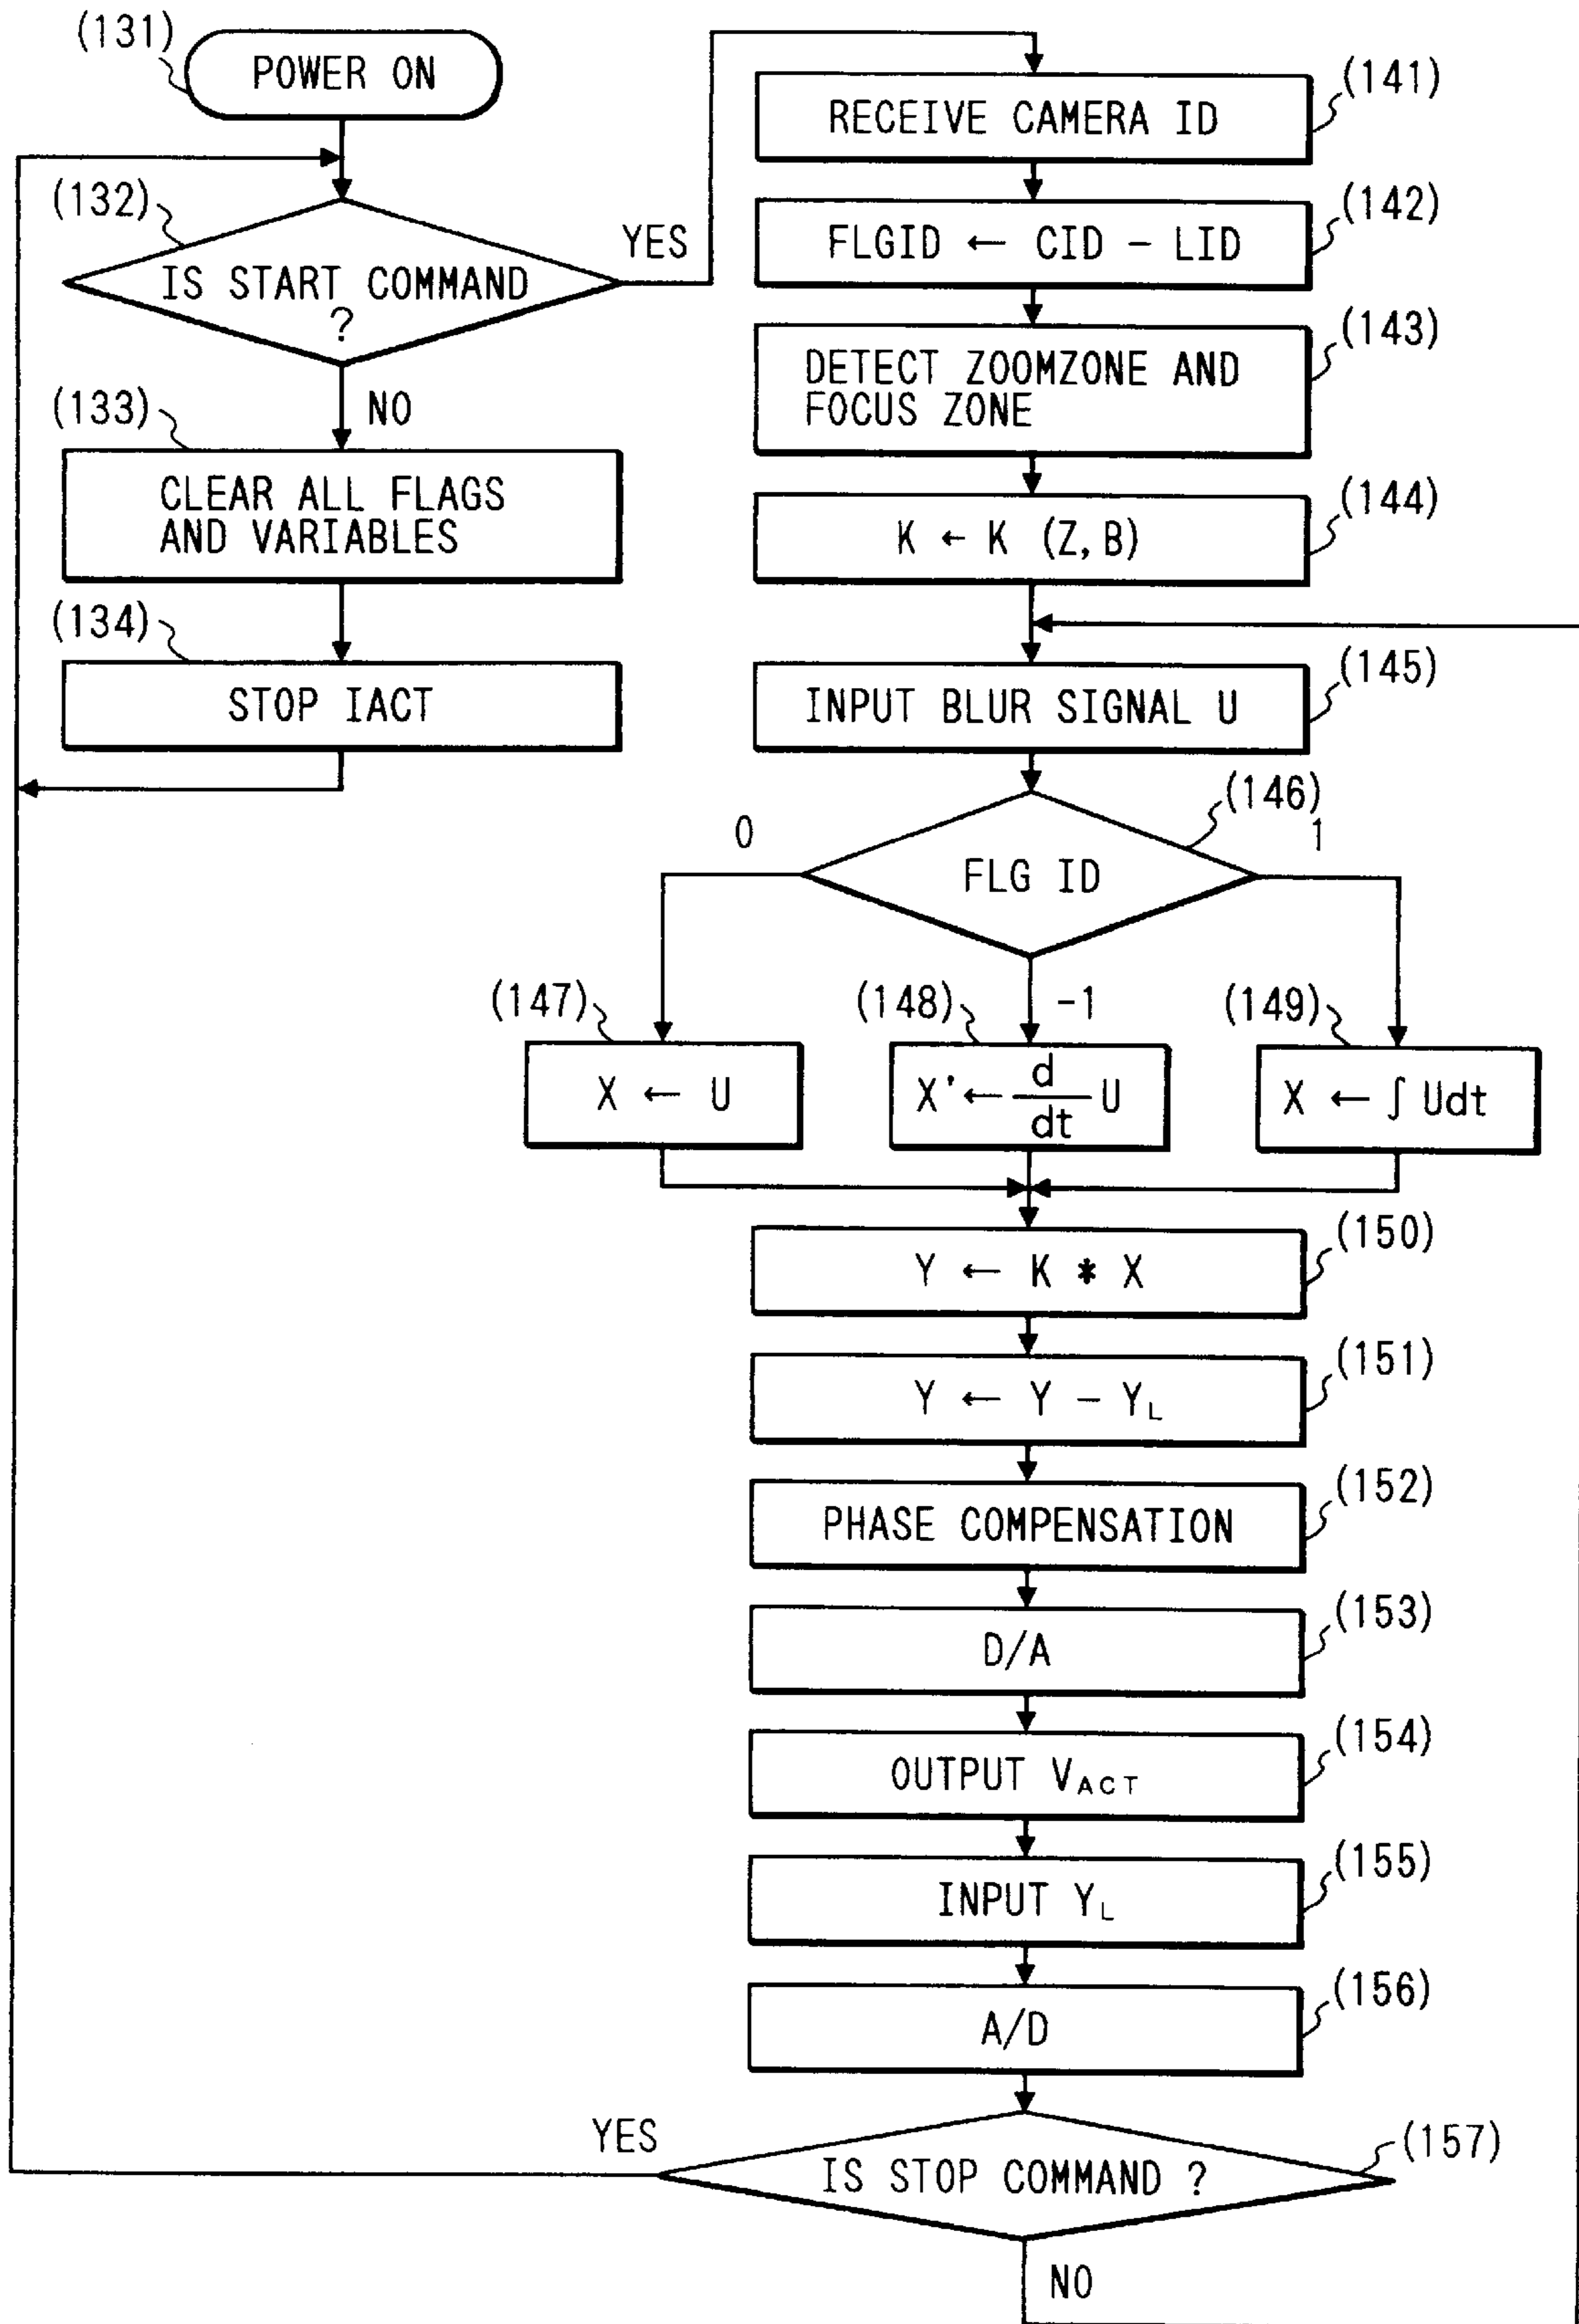 (131)
POWER ON
(132)
IS START COMMAND
?
YES
NO
(133)
CLEAR ALL FLAGS
AND VARIABLES
(134)
STOP IACT
(141)
RECEIVE CAMERA ID
(142)
FLGID ← CID - LID
(143)
DETECT ZOOMZONE AND
FOCUS ZONE
(144)
K ← K (Z, B)
(145)
INPUT BLUR SIGNAL U
(146)
FLG ID
0
1
-1
(147)
X ← U
(148)
X' ← d/dt U
(149)
X ← ∫ Udt
(150)
Y ← K * X
(151)
Y ← Y - YL
(152)
PHASE COMPENSATION
(153)
D/A
(154)
OUTPUT VACT
(155)
INPUT YL
(156)
A/D
(157)
IS STOP COMMAND ?
YES
NO